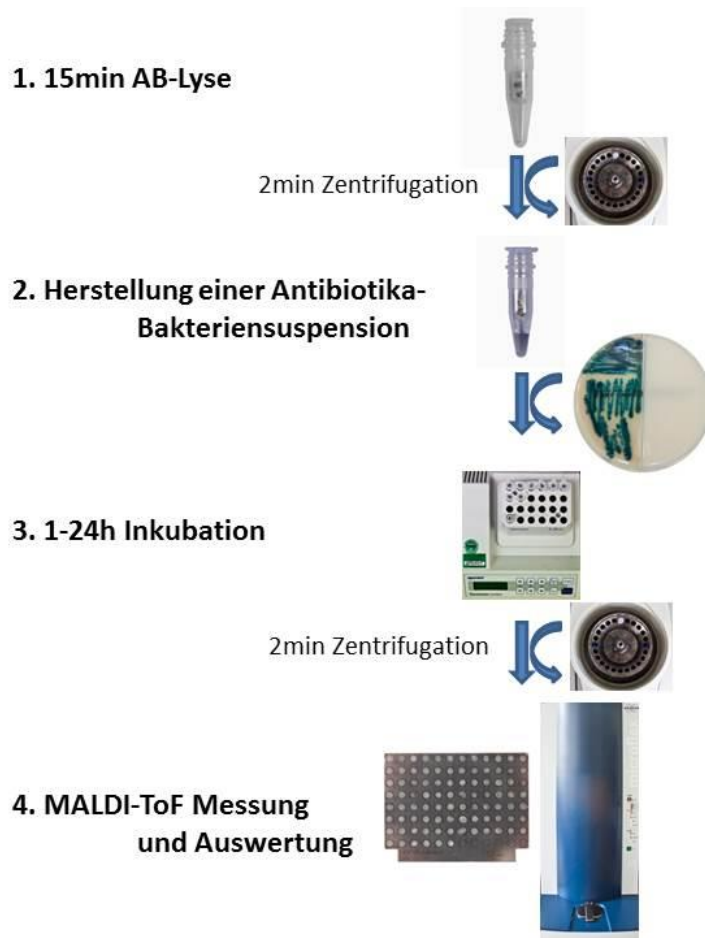 1. 15min AB-Lyse
2min Zentrifugation
2. Herstellung einer Antibiotika-
Bakteriensuspension
3. 1-24h Inkubation
2min Zentrifugation
4. MALDI-ToF Messung
und Auswertung